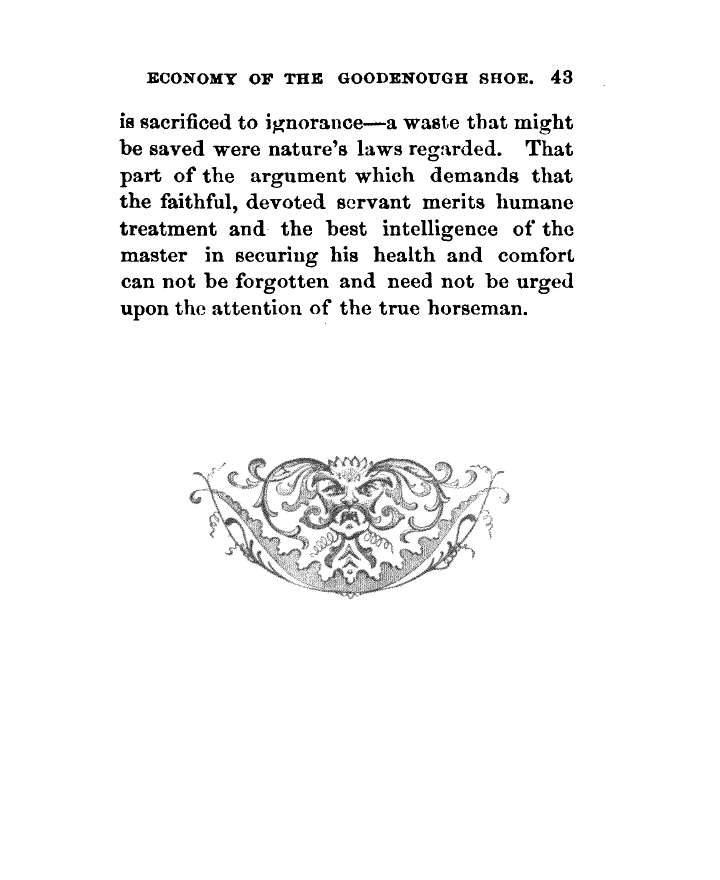 ECONOMY OF THE GOODENOUGH SHOE. 43
is sacrificed to ignorance—a waste that might
be saved were nature's laws regarded. That
part of the argument which demands that
the faithful, devoted servant merits humane
treatment and the best intelligence of the
master in securing his health and comfort
can not be forgotten and need not be urged
upon the attention of the true horseman.